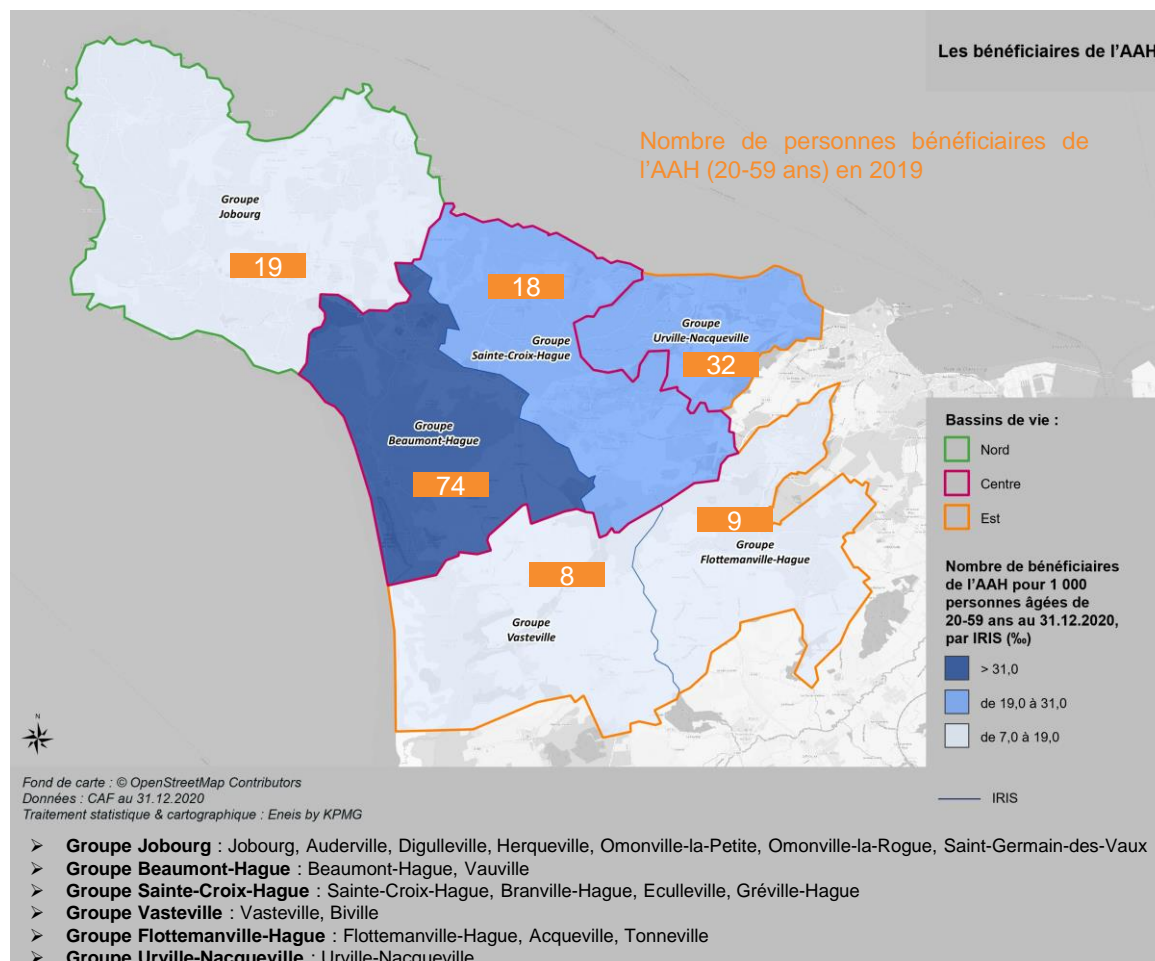 Les bénéficiaires de l'AAH
Nombre de personnes bénéficiaires de
l'AAH (20-59 ans) en 2019
Groupe
Jobourg
19
18
Groupe
Sainte-Croix-Hague
Groupe
Urville-Nacqueville
32
Groupe
Beaumont-Hague
74
9
Groupe
Flottemanville-Hague
8
Groupe
Vasteville
Bassins de vie :
Nord
Centre
Est
Nombre de bénéficiaires
de l'AAH pour 1 000
personnes âgées de
20-59 ans au 31.12.2020,
par IRIS (‰)
> 31,0
de 19,0 à 31,0
de 7,0 à 19,0
IRIS
N
Fond de carte : © OpenStreetMap Contributors
Données : CAF au 31.12.2020
Traitement statistique & cartographique : Eneis by KPMG
➢ Groupe Jobourg : Jobourg, Auderville, Digulleville, Herqueville, Omonville-la-Petite, Omonville-la-Rogue, Saint-Germain-des-Vaux
➢ Groupe Beaumont-Hague : Beaumont-Hague, Vauville
➢ Groupe Sainte-Croix-Hague : Sainte-Croix-Hague, Branville-Hague, Eculleville, Gréville-Hague
➢ Groupe Vasteville : Vasteville, Biville
➢ Groupe Flottemanville-Hague : Flottemanville-Hague, Acqueville, Tonneville
➢ Groupe Urville-Nacqueville : Urville-Nacqueville